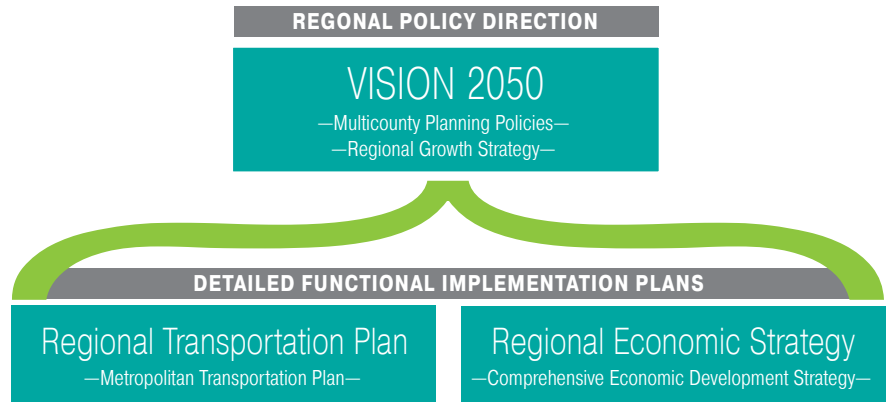 REGONAL POLICY DIRECTION
VISION 2050
—Multicounty Planning Policies—
—Regional Growth Strategy—
DETAILED FUNCTIONAL IMPLEMENTATION PLANS
Regional Transportation Plan
—Metropolitan Transportation Plan—
Regional Economic Strategy
—Comprehensive Economic Development Strategy—